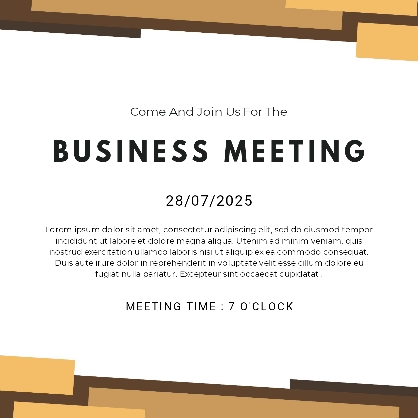 Come And Join Us For The
BUSINESS MEETING
28/07/2025
Lorem ipsum dolor sit amet, consectetur adipiscing elit, sed do eiusmod tempor
incididunt ut labore et dolore magna aliqua. Ut enim ad minim veniam, quis
nostrud exercitation ullamco laboris nisi ut aliquip ex ea commodo consequat.
Duis aute irure dolor in reprehenderit in voluptate velit esse cillum dolore eu
fugiat nulla pariatur. Excepteur sint occaecat cupidatat .
MEETING TIME : 7 O'CLOCK